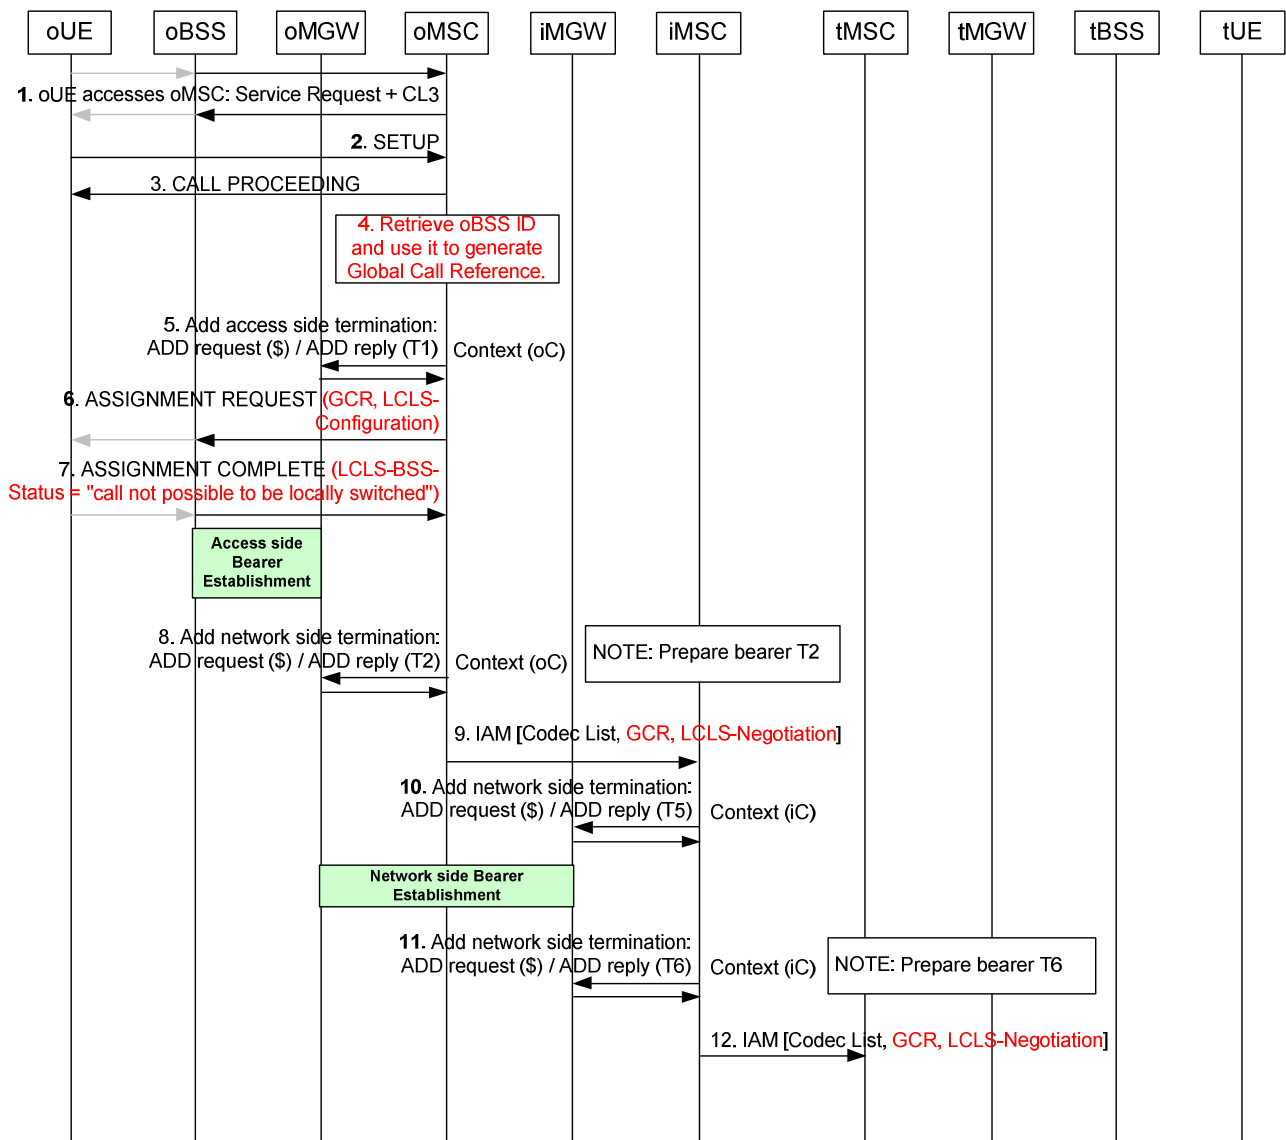 oUE oBSS oMGW oMSC iMGW iMSC tMSC tMGW tBSS tUE
1. oUE accesses oMSC: Service Request + CL3
2. SETUP
3. CALL PROCEEDING
4. Retrieve oBSS ID
and use it to generate
Global Call Reference.
5. Add access side termination:
ADD request ($) / ADD reply (T1) Context (oC)
6. ASSIGNMENT REQUEST (GCR, LCLS-
Configuration)
7. ASSIGNMENT COMPLETE (LCLS-BSS-
Status = "call not possible to be locally switched")
Access side
Bearer
Establishment
8. Add network side termination:
ADD request ($) / ADD reply (T2) Context (oC)
NOTE: Prepare bearer T2
9. IAM [Codec List, GCR, LCLS-Negotiation]
10. Add network side termination:
ADD request ($) / ADD reply (T5) Context (iC)
Network side Bearer
Establishment
11. Add network side termination:
ADD request ($) / ADD reply (T6) Context (iC)
NOTE: Prepare bearer T6
12. IAM [Codec List, GCR, LCLS-Negotiation]